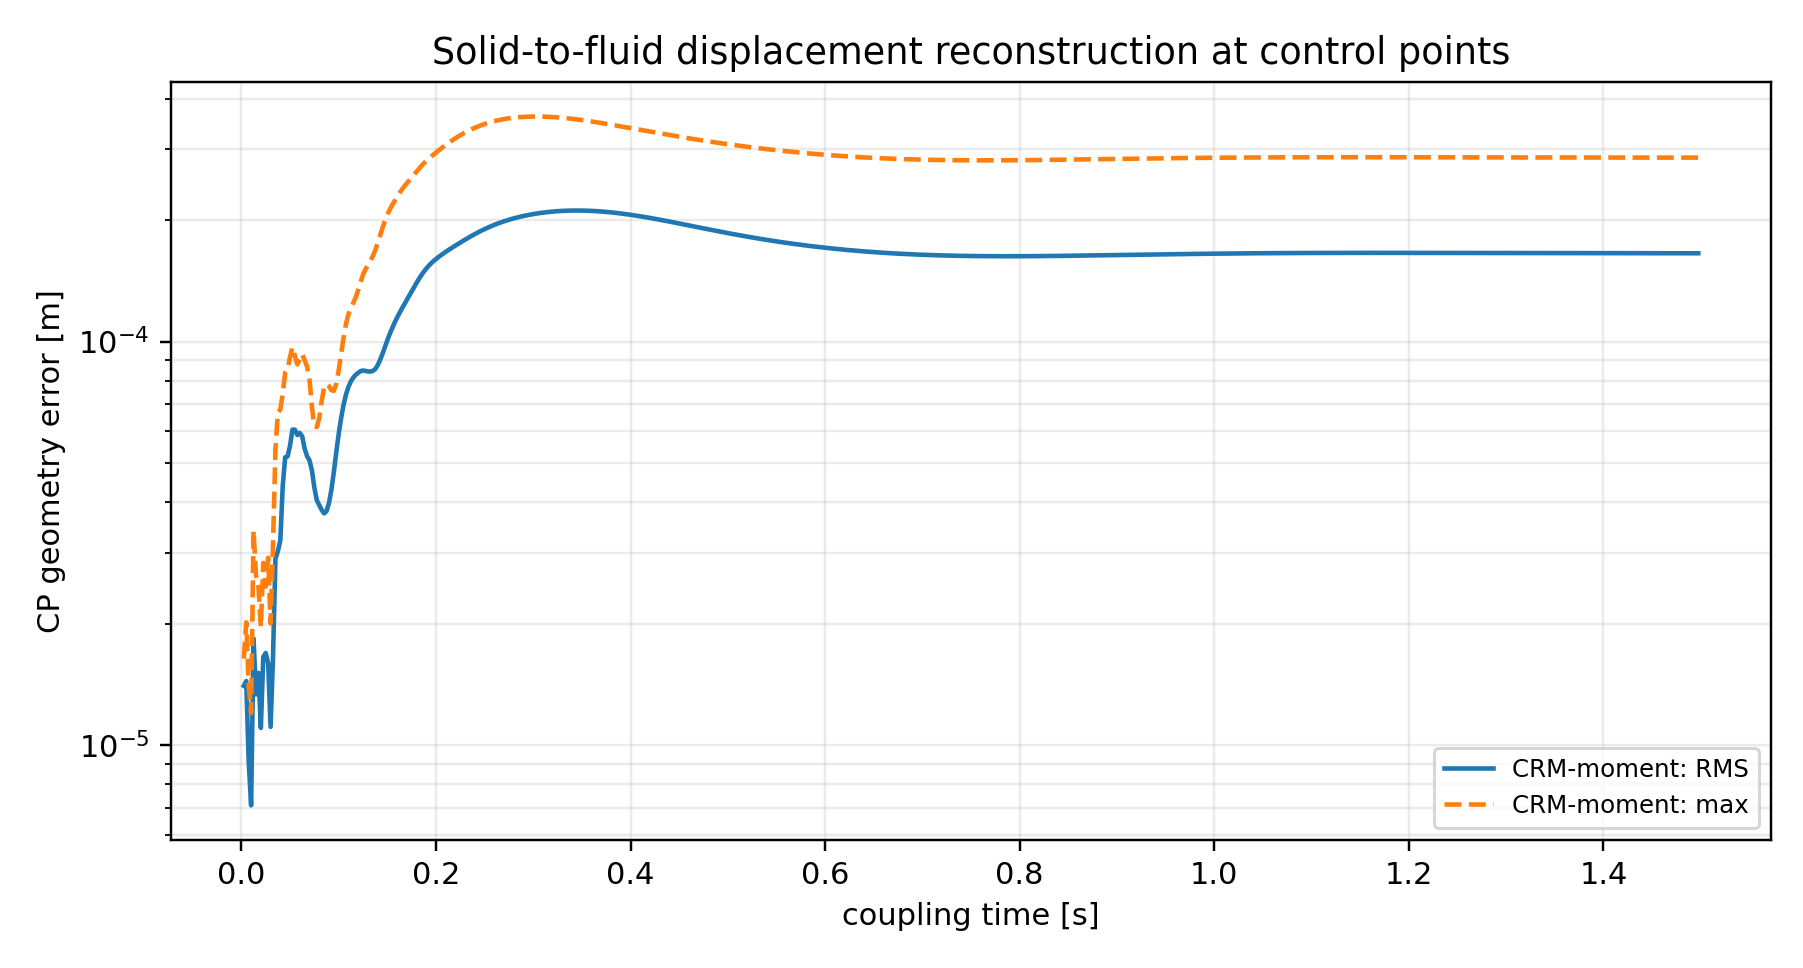 Solid-to-fluid displacement reconstruction at control points
CP geometry error [m]
10⁻⁴
10⁻⁵
0.0 0.2 0.4 0.6 0.8 1.0 1.2 1.4
coupling time [s]
CRM-moment: RMS
CRM-moment: max